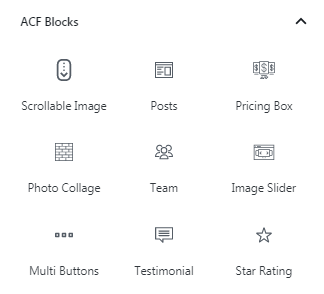 ACF Blocks
Scrollable Image Posts Pricing Box
Photo Collage Team Image Slider
Multi Buttons Testimonial Star Rating